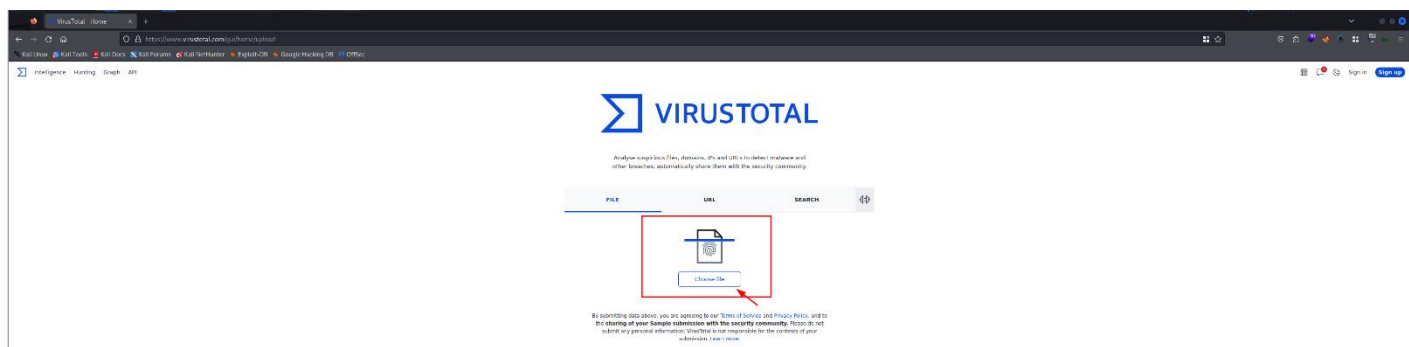 VirusTotal - Home
https://www.virustotal.com/gui/home/upload
Kali Linux Kali Tools Kali Docs Kali Forums Kali NetHunter Exploit-DB Google Hacking DB OffSec
Intelligence Hunting Graph API
Sign in Sign up
VIRUSTOTAL
Analyse suspicious files, domains, IPs and URLs to detect malware and
other breaches, automatically share them with the security community.
FILE URL SEARCH
Choose file
By submitting data above, you are agreeing to our Terms of Service and Privacy Policy, and to
the sharing of your Sample submission with the security community. Please do not
submit any personal information; VirusTotal is not responsible for the contents of your
submission. Learn more.